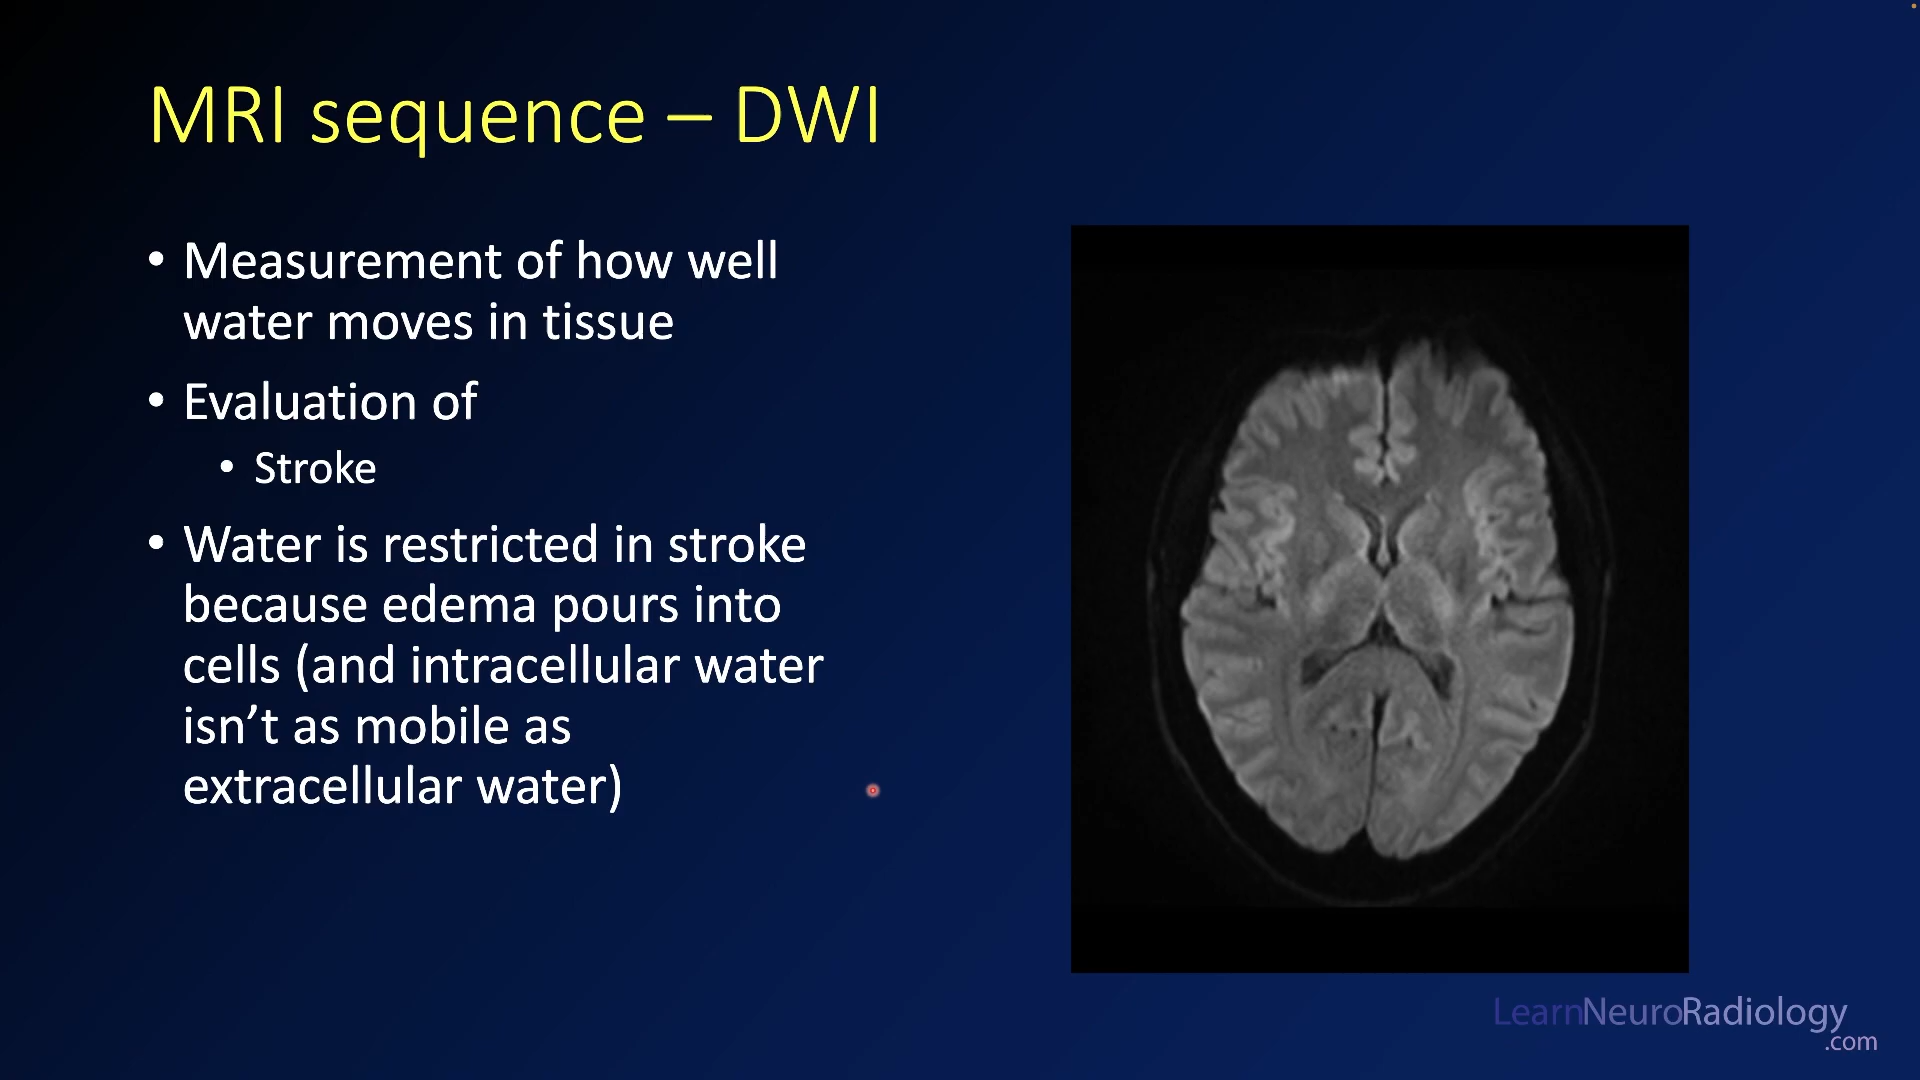 MRI sequence – DWI
• Measurement of how well
water moves in tissue
• Evaluation of
• Stroke
• Water is restricted in stroke
because edema pours into
cells (and intracellular water
isn’t as mobile as
extracellular water)
LearnNeuroRadiology
.com